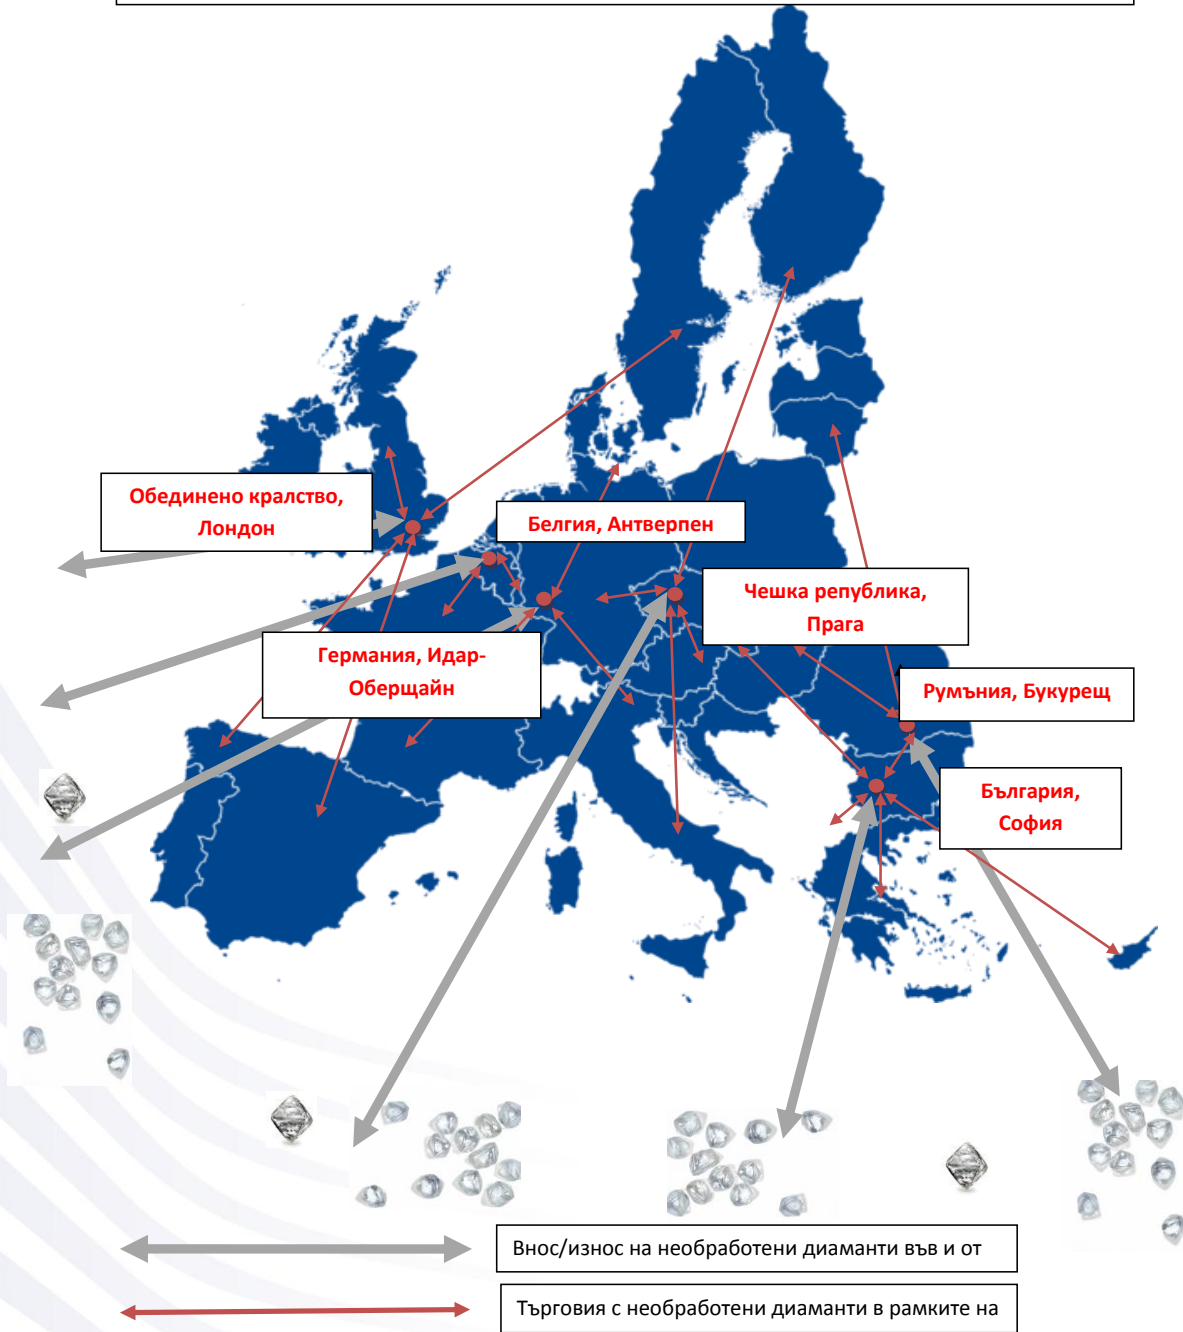 Обединено кралство,
Лондон
Белгия, Антверпен
Чешка република,
Прага
Германия, Идар-
Оберщайн
Румъния, Букурещ
България,
София
Внос/износ на необработени диаманти във и от
Търговия с необработени диаманти в рамките на